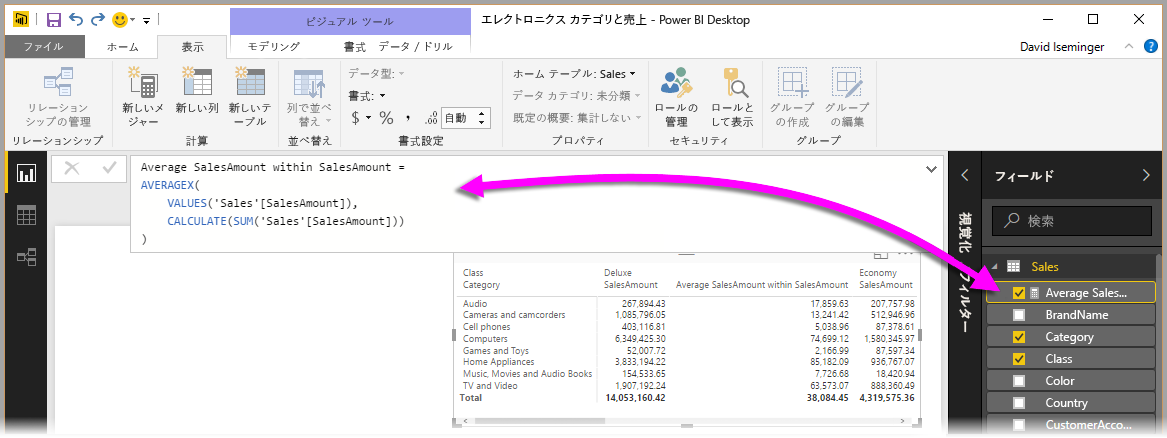 ビジュアル ツール
エレクトロニクス カテゴリと売上 - Power BI Desktop
ファイル ホーム 表示 モデリング 書式 データ / ドリル David Iseminger
リレーション
シップの管理
リレーションシップ
新しいメ
ジャー
新しい列
新しいテ
ーブル
計算
列で並べ
替え
並べ替え
データ型:
書式:
$ % , .00 自動
書式設定
ホーム テーブル: Sales
データ カテゴリ: 未分類
既定の概要: 集計しない
プロパティ
ロールの
管理
ロールと
して表示
セキュリティ
グループ
の作成
グループ
の編集
グループ
Average SalesAmount within SalesAmount =
AVERAGEX(
VALUES('Sales'[SalesAmount]),
CALCULATE(SUM('Sales'[SalesAmount]))
)
Class Deluxe Economy
Category SalesAmount Average SalesAmount within SalesAmount SalesAmount
Audio 267,894.43 17,859.63 207,757.98
Cameras and camcorders 1,085,796.05 13,241.42 512,946.96
Cell phones 403,116.81 5,038.96 87,378.61
Computers 6,349,425.30 74,699.12 1,580,345.97
Games and Toys 52,007.72 2,166.99 87,597.34
Home Appliances 3,833,194.22 85,182.09 936,767.07
Music, Movies and Audio Books 154,533.65 7,726.68 18,420.94
TV and Video 1,907,192.24 63,573.07 888,360.49
Total 14,053,160.42 38,084.45 4,319,575.36
視覚化
フィルター
フィールド
検索
Sales
Average Sales...
BrandName
Category
Class
Color
Country
CustomerAcco...